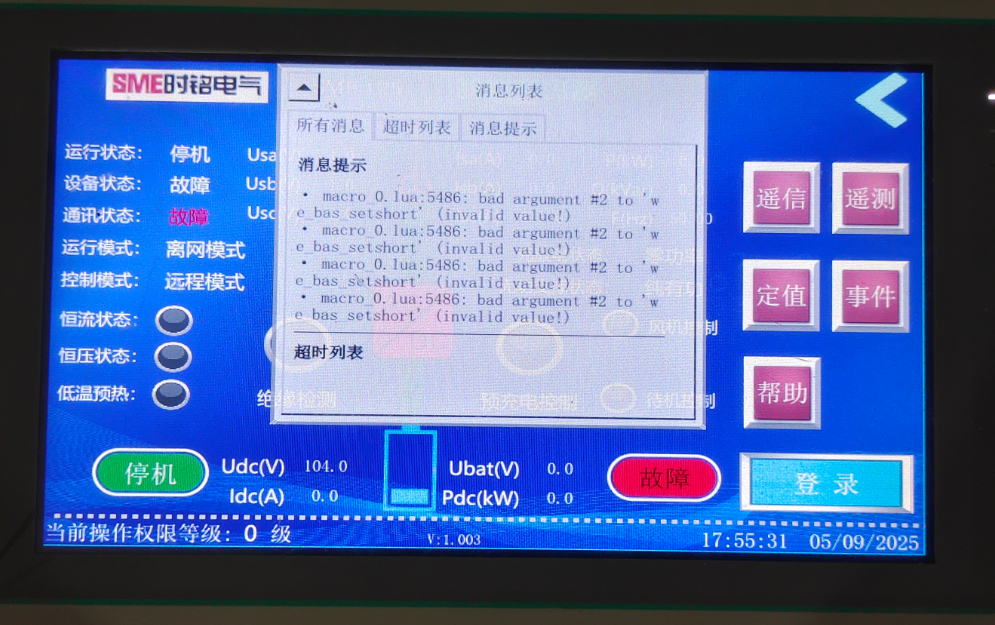 SME时铭电气
消息列表
所有消息 超时列表 消息提示
消息提示
• macro_0.lua:5486: bad argument #2 to 'w
e_bas_setshort' (invalid value!)
• macro_0.lua:5486: bad argument #2 to 'w
e_bas_setshort' (invalid value!)
• macro_0.lua:5486: bad argument #2 to 'w
e_bas_setshort' (invalid value!)
• macro_0.lua:5486: bad argument #2 to 'w
e_bas_setshort' (invalid value!)
超时列表
运行状态: 停机 Usa
设备状态: 故障 Usb
通讯状态: 故障 Usc
运行模式: 离网模式
控制模式: 远程模式
恒流状态:
恒压状态:
低温预热:
绝缘检测 预充电控制 待机控制
风机控制
遥信 遥测
定值 事件
帮助
停机 Udc(V) 104.0 Ubat(V) 0.0 故障 登录
Idc(A) 0.0 Pdc(kW) 0.0
当前操作权限等级: 0 级 V:1.003 17:55:31 05/09/2025